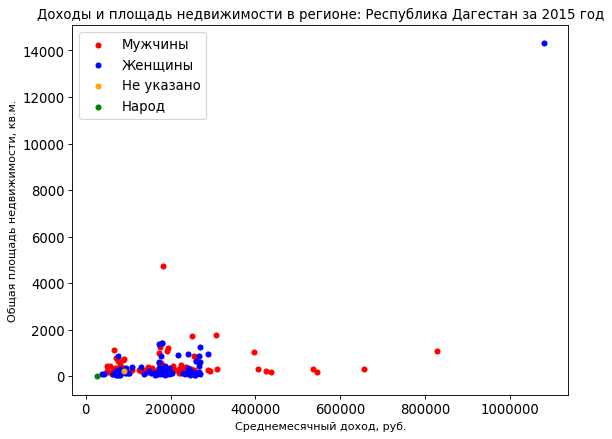 Доходы и площадь недвижимости в регионе: Республика Дагестан за 2015 год
Мужчины
Женщины
Не указано
Народ
Общая площадь недвижимости, кв.м.
14000
12000
10000
8000
6000
4000
2000
0
0
200000
400000
600000
800000
1000000
Среднемесячный доход, руб.